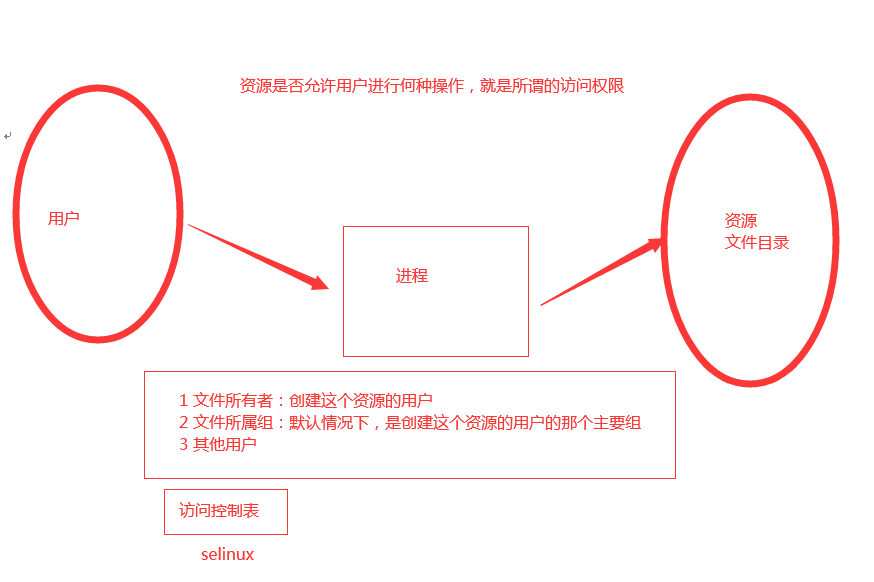 资源是否允许用户进行何种操作，就是所谓的访问权限
用户
资源
文件目录
进程
1 文件所有者：创建这个资源的用户
2 文件所属组：默认情况下，是创建这个资源的用户的那个主要组
3 其他用户
访问控制表
selinux